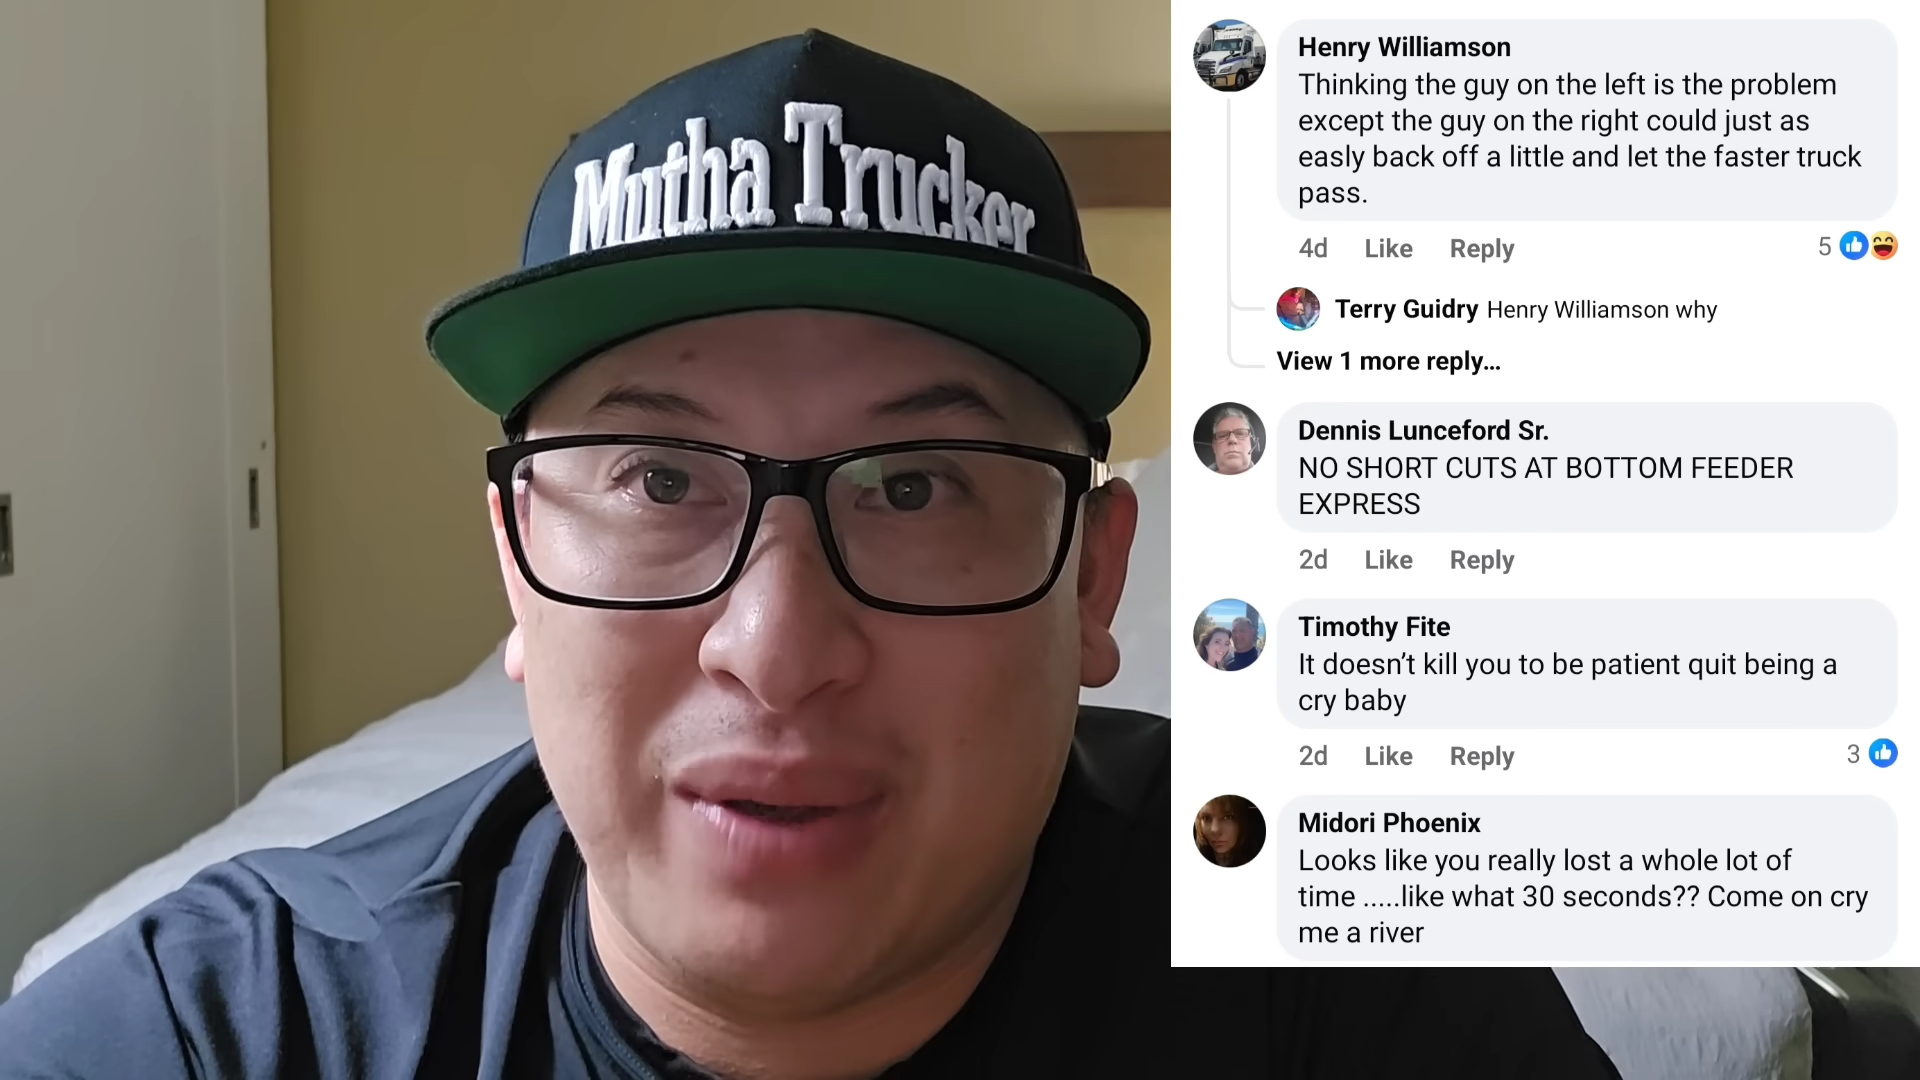 Mutha Trucker
Henry Williamson
Thinking the guy on the left is the problem
except the guy on the right could just as
easly back off a little and let the faster truck
pass.
4d Like Reply 5
Terry Guidry Henry Williamson why
View 1 more reply...
Dennis Lunceford Sr.
NO SHORT CUTS AT BOTTOM FEEDER
EXPRESS
2d Like Reply
Timothy Fite
It doesn’t kill you to be patient quit being a
cry baby
2d Like Reply 3
Midori Phoenix
Looks like you really lost a whole lot of
time .....like what 30 seconds?? Come on cry
me a river